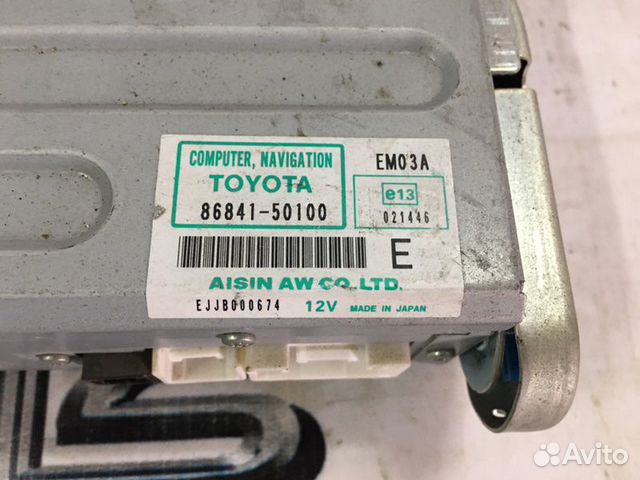 COMPUTER, NAVIGATION
TOYOTA
86841-50100
EM03A
e13
021446
E
AISIN AW CO.,LTD.
EJJB000674 12V MADE IN JAPAN
Avito